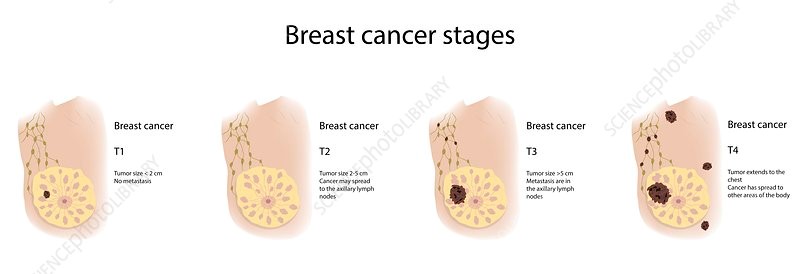 Breast cancer stages
Breast cancer
T1
Tumor size < 2 cm
No metastasis
Breast cancer
T2
Tumor size 2-5 cm
Cancer may spread
to the axillary lymph
nodes
Breast cancer
T3
Tumor size >5 cm
Metastasis are in
the axillary lymph
nodes
Breast cancer
T4
Tumor extends to the
chest
Cancer has spread to
other areas of the body
SCIENCEphotoLIBRARY
SCIENCEphotoLIBRARY
SCIENCEphotoLIBRARY
SCIENCEphotoLIBRARY